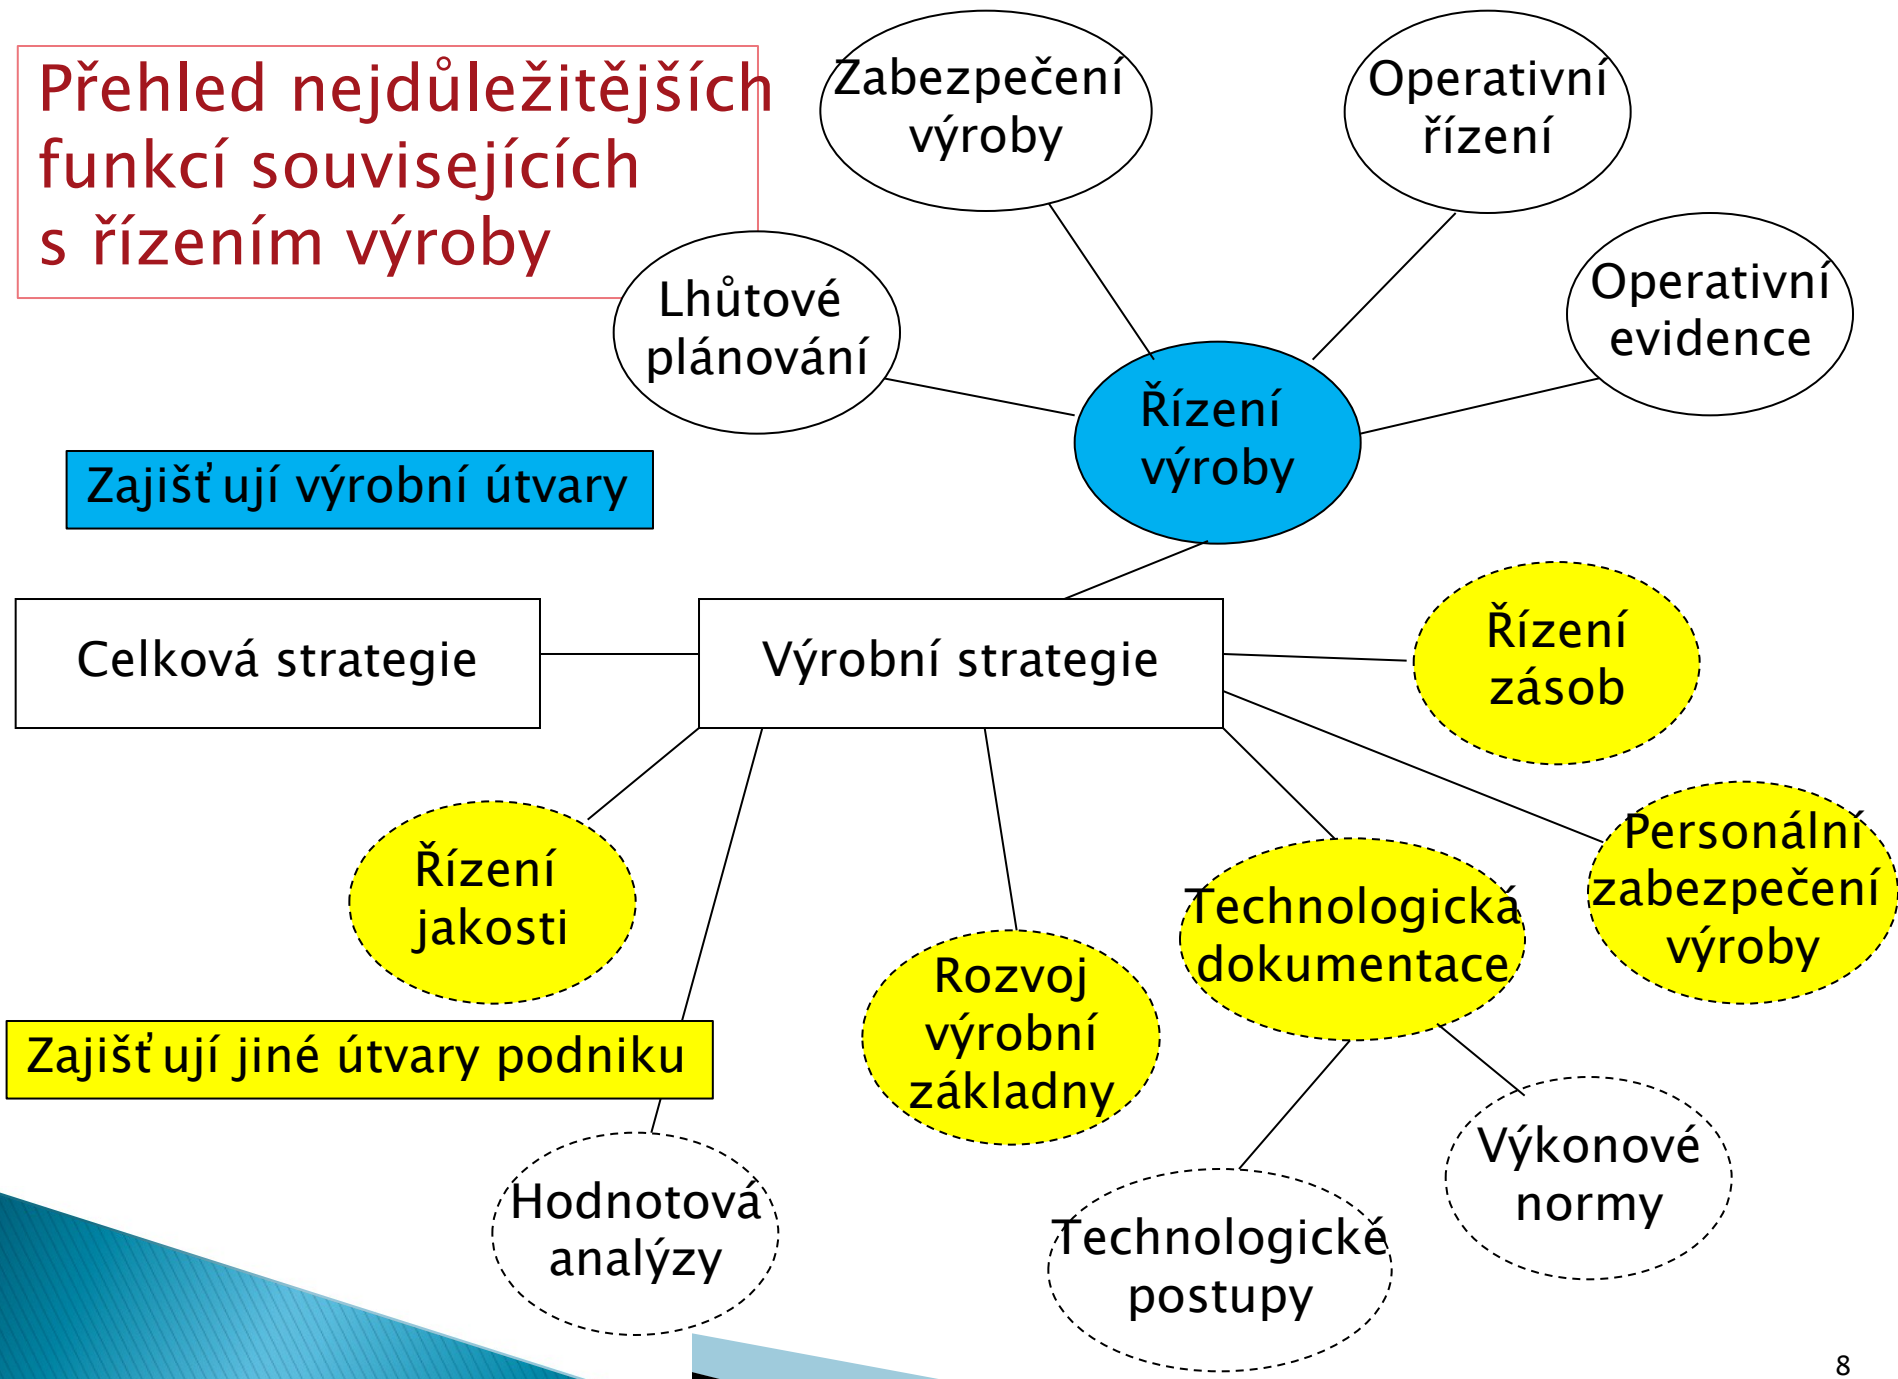 Přehled nejdůležitějších
funkcí souvisejících
s řízením výroby
Zabezpečení
výroby
Operativní
řízení
Lhůtové
plánování
Operativní
evidence
Řízení
výroby
Zajišťují výrobní útvary
Celková strategie
Výrobní strategie
Řízení
zásob
Řízení
jakosti
Personální
zabezpečení
výroby
Technologická
dokumentace
Rozvoj
výrobní
základny
Zajišťují jiné útvary podniku
Výkonové
normy
Hodnotová
analýzy
Technologické
postupy
8